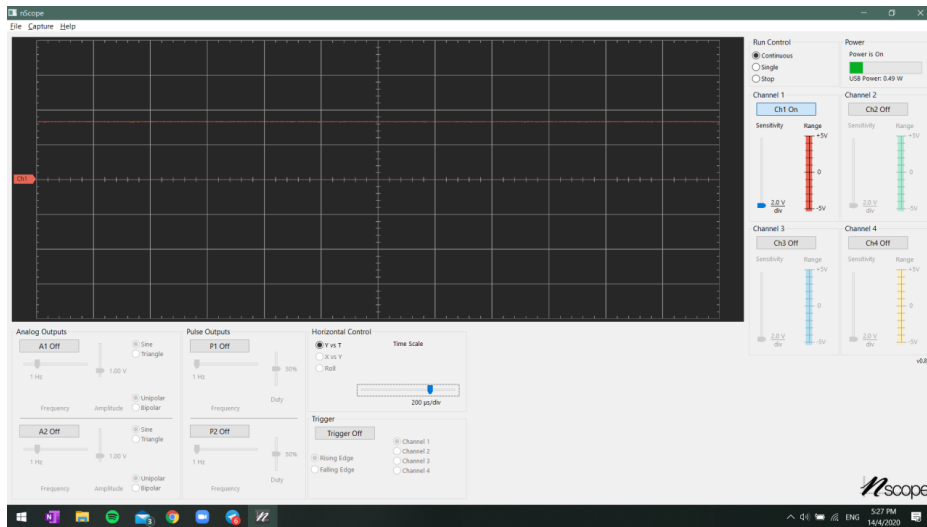 nScope
File Capture Help
Ch1
Run Control
Continuous
Single
Stop
Power
Power is On
USB Power: 0.49 W
Channel 1
Ch1 On
Sensitivity Range
+5V
0
-5V
2.0 V
div
Channel 2
Ch2 Off
Sensitivity Range
+5V
0
-5V
2.0 V
div
Channel 3
Ch3 Off
Sensitivity Range
+5V
0
-5V
2.0 V
div
Channel 4
Ch4 Off
Sensitivity Range
+5V
0
-5V
2.0 V
div
v0.8
Analog Outputs
A1 Off
Sine
Triangle
1.00 V
1 Hz
Unipolar
Bipolar
Frequency Amplitude
A2 Off
Sine
Triangle
1.00 V
1 Hz
Unipolar
Bipolar
Frequency Amplitude
Pulse Outputs
P1 Off
50%
1 Hz
Duty
Frequency
P2 Off
50%
1 Hz
Duty
Frequency
Horizontal Control
Y vs T
X vs Y
Roll
Time Scale
200 µs/div
Trigger
Trigger Off
Rising Edge
Falling Edge
Channel 1
Channel 2
Channel 3
Channel 4
nscope
ENG
5:27 PM
14/4/2020